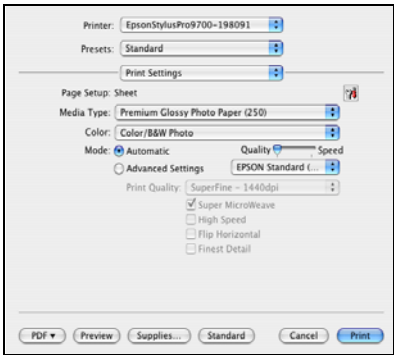 Printer: EpsonStylusPro9700-198091
Presets: Standard
Print Settings
Page Setup: Sheet
Media Type: Premium Glossy Photo Paper (250)
Color: Color/B&W Photo
Mode: Automatic Quality Speed
Advanced Settings EPSON Standard (...
Print Quality: SuperFine - 1440dpi
Super MicroWeave
High Speed
Flip Horizontal
Finest Detail
PDF Preview Supplies... Standard Cancel Print